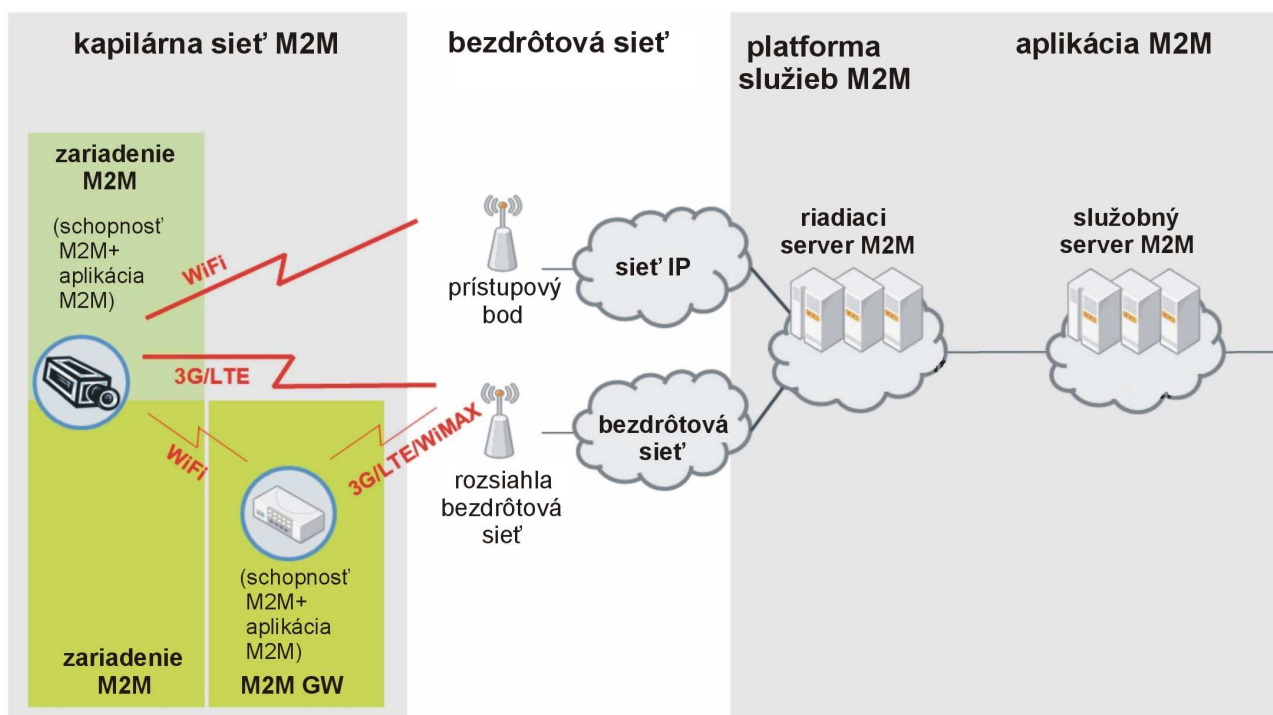 kapilárna sieť M2M
bezdrôtová sieť
platforma
služieb M2M
aplikácia M2M
zariadenie
M2M
(schopnosť
M2M+
aplikácia
M2M)
WiFi
3G/LTE
WiFi
3G/LTE/WiMAX
zariadenie
M2M
(schopnosť
M2M+
aplikácia
M2M)
M2M GW
prístupový
bod
sieť IP
rozsiahla
bezdrôtová
sieť
bezdrôtová
sieť
riadiaci
server M2M
služobný
server M2M